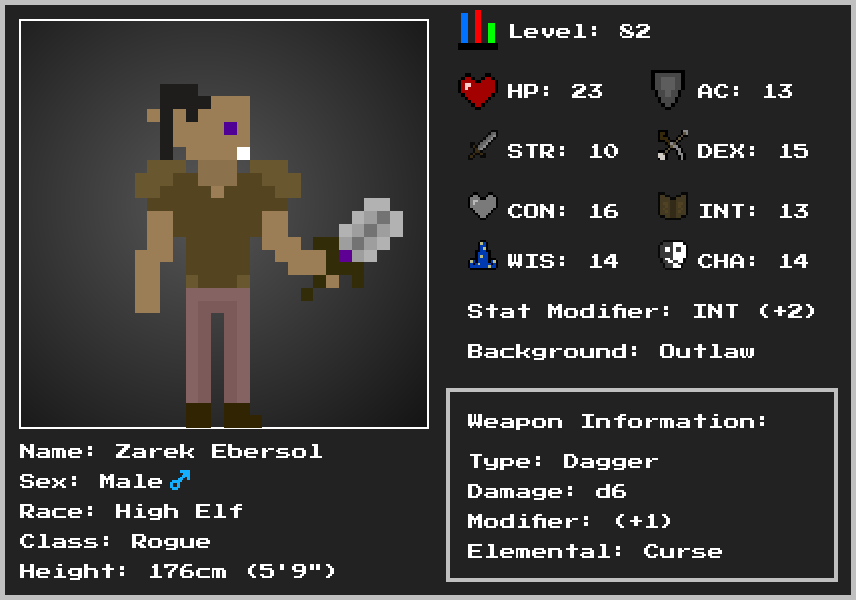 Level: 82
HP: 23
AC: 13
STR: 10
DEX: 15
CON: 16
INT: 13
WIS: 14
CHA: 14
Stat Modifier: INT (+2)
Background: Outlaw
Weapon Information:
Type: Dagger
Damage: d6
Modifier: (+1)
Elemental: Curse
Name: Zarek Ebersol
Sex: Male ♂
Race: High Elf
Class: Rogue
Height: 176cm (5'9")